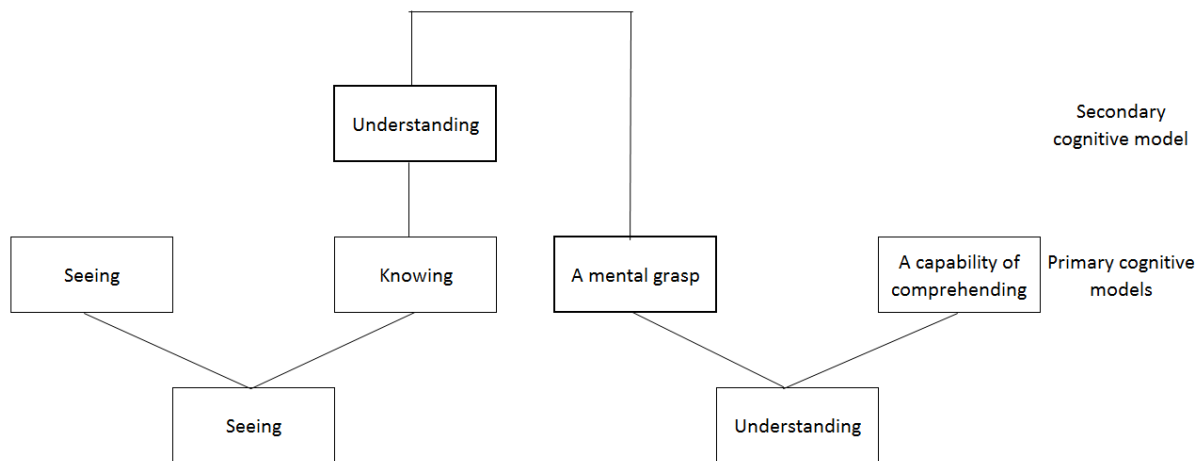 Understanding
Secondary
cognitive model
Seeing
Knowing
A mental grasp
A capability of
comprehending
Primary cognitive
models
Seeing
Understanding